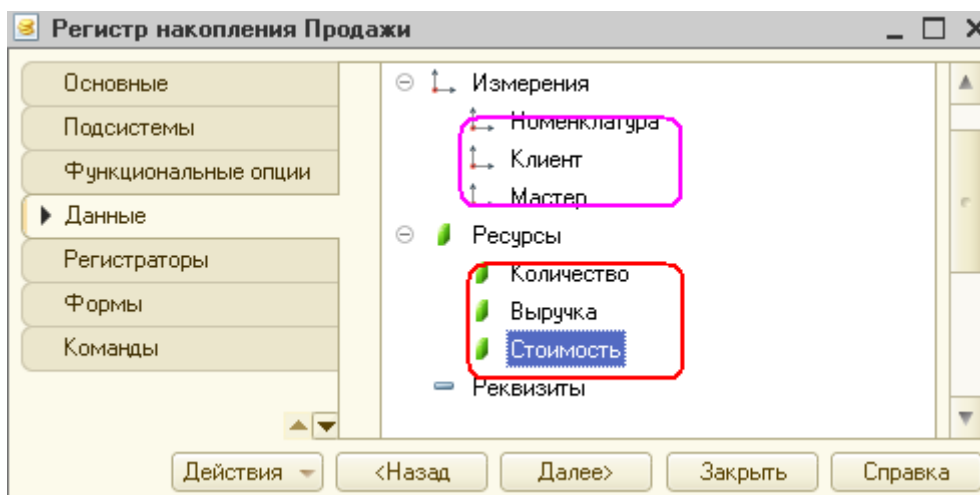 Регистр накопления Продажи
Основные
Подсистемы
Функциональные опции
Данные
Регистраторы
Формы
Команды
Измерения
Номенклатура
Клиент
Мастер
Ресурсы
Количество
Выручка
Стоимость
Реквизиты
Действия
<Назад
Далее>
Закрыть
Справка